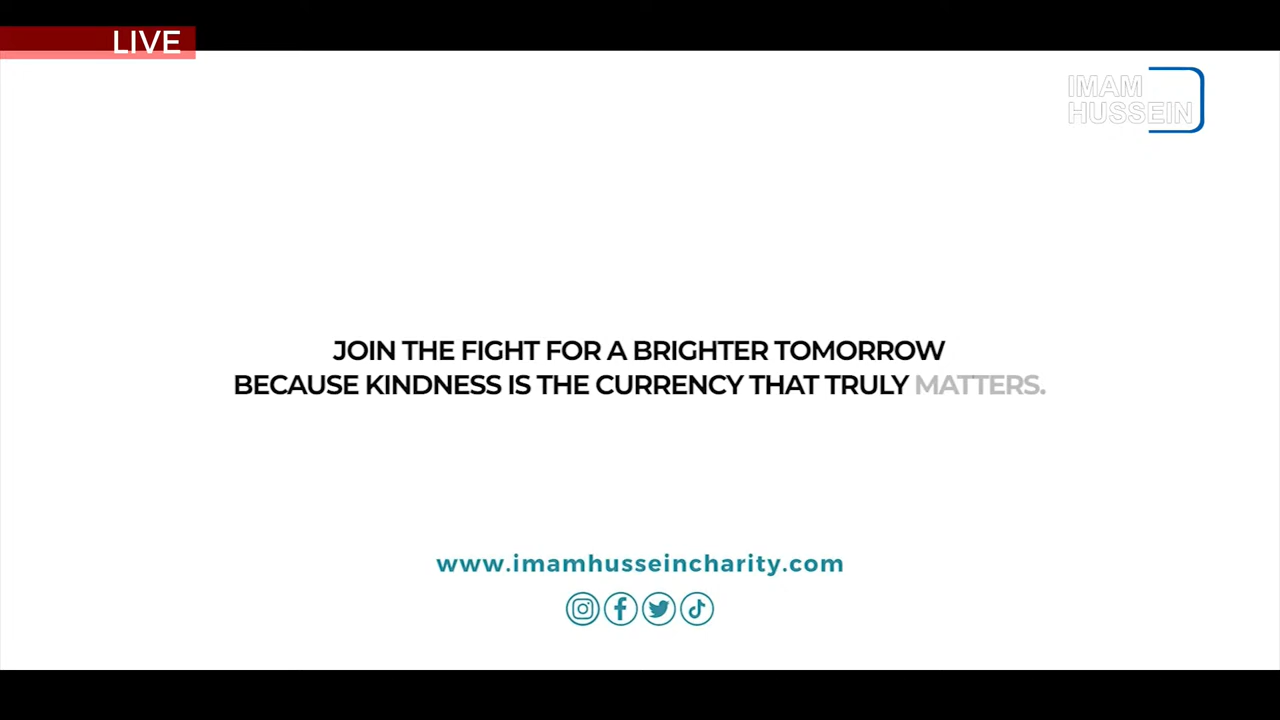 LIVE
IMAM
HUSSEIN
JOIN THE FIGHT FOR A BRIGHTER TOMORROW
BECAUSE KINDNESS IS THE CURRENCY THAT TRULY MATTERS.
www.imamhusseincharity.com